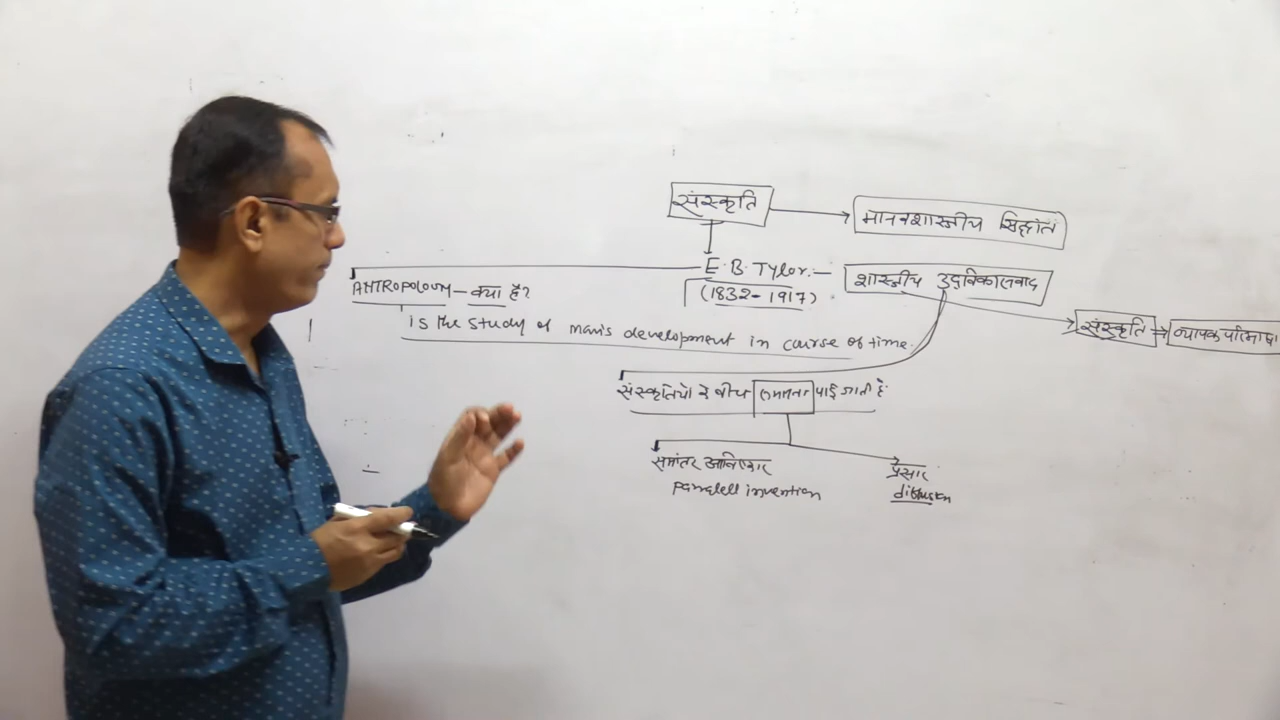 संस्कृति
मानवशास्त्रीय सिद्धांत
E. B. Tylor. —
शास्त्रीय उद्विकासवाद
(1832 - 1917)
ANTROPOLOGY — क्या है?
is the study of man's development in course of time.
संस्कृति
व्यापक परिभाषा
संस्कृतियों के बीच समानता पाई जाती है
समांतर आविष्कार
parallell invention
प्रसार
diffusion